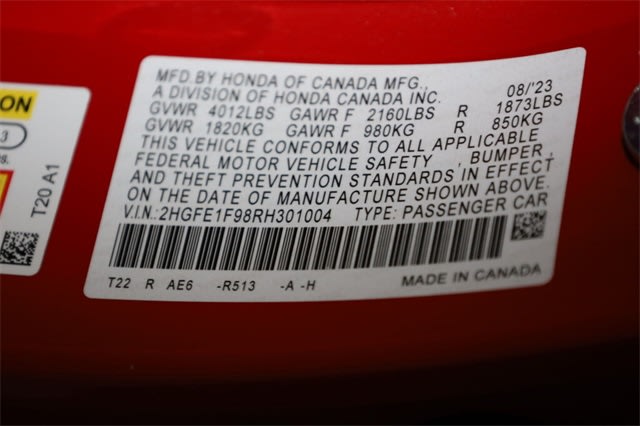 MFD.BY HONDA OF CANADA MFG.,
A DIVISION OF HONDA CANADA INC. 08/'23
GVWR 4012LBS GAWR F 2160LBS R 1873LBS
GVWR 1820KG GAWR F 980KG R 850KG
THIS VEHICLE CONFORMS TO ALL APPLICABLE
FEDERAL MOTOR VEHICLE SAFETY , BUMPER,
AND THEFT PREVENTION STANDARDS IN EFFECT
ON THE DATE OF MANUFACTURE SHOWN ABOVE.
V.I.N.:2HGFE1F98RH301004 TYPE: PASSENGER CAR
T22 R AE6 -R513 -A -H MADE IN CANADA
ON
3
s.
T20 A1